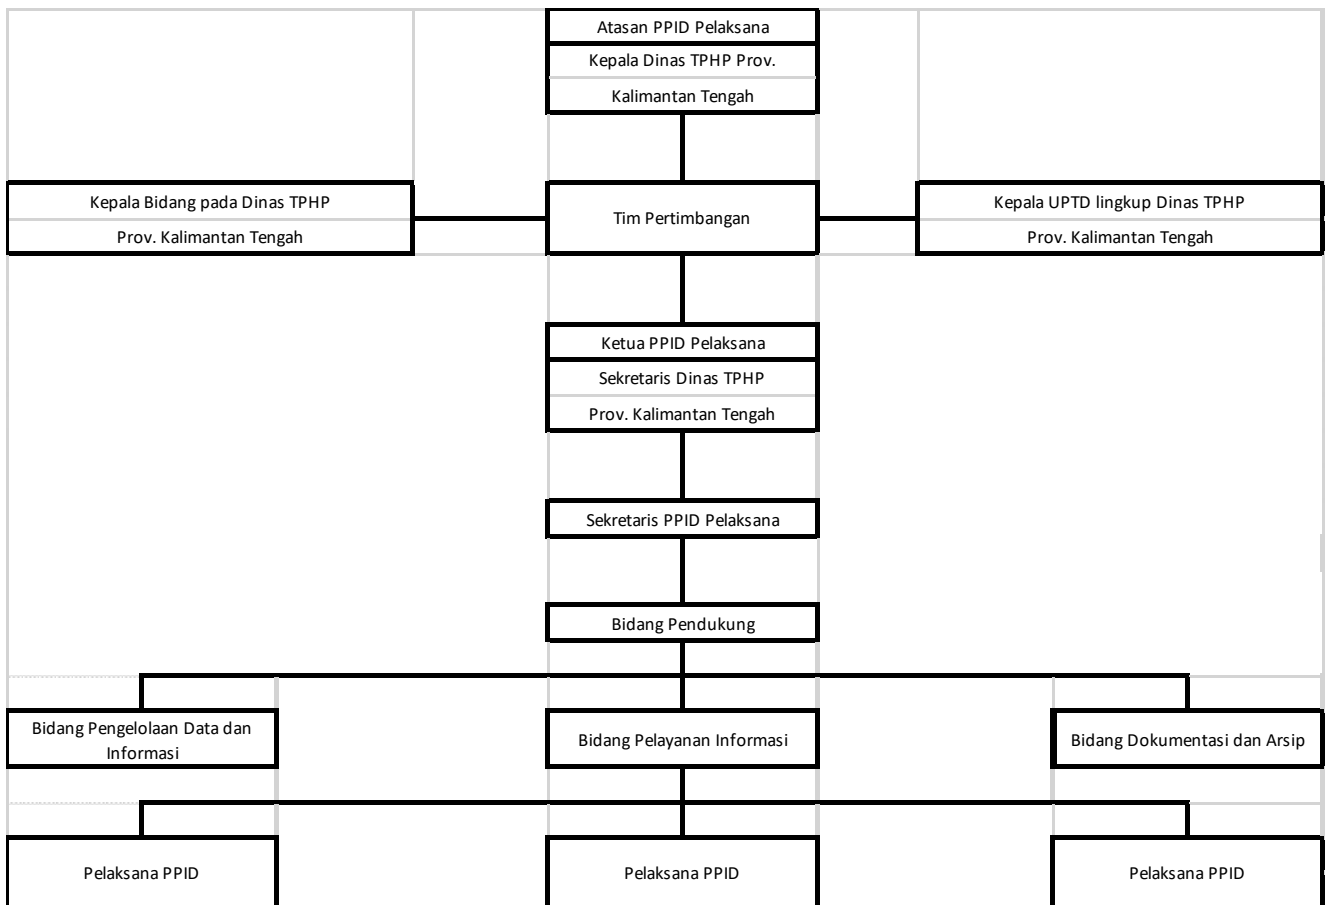 Atasan PPID Pelaksana
Kepala Dinas TPHP Prov.
Kalimantan Tengah
Kepala Bidang pada Dinas TPHP
Prov. Kalimantan Tengah
Tim Pertimbangan
Kepala UPTD lingkup Dinas TPHP
Prov. Kalimantan Tengah
Ketua PPID Pelaksana
Sekretaris Dinas TPHP
Prov. Kalimantan Tengah
Sekretaris PPID Pelaksana
Bidang Pendukung
Bidang Pengelolaan Data dan
Informasi
Bidang Pelayanan Informasi
Bidang Dokumentasi dan Arsip
Pelaksana PPID
Pelaksana PPID
Pelaksana PPID